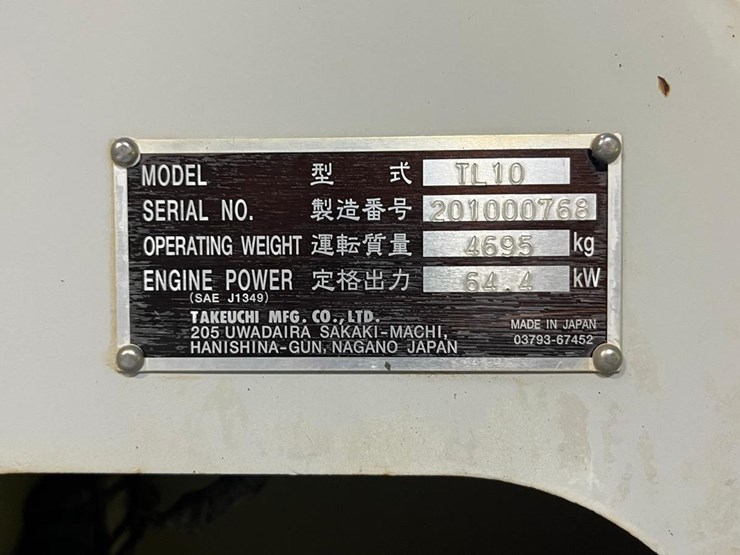 MODEL 型式 TL10
SERIAL NO. 製造番号 201000768
OPERATING WEIGHT 運転質量 4695 kg
ENGINE POWER 定格出力 64.4 kW
(SAE J1349)
TAKEUCHI MFG. CO., LTD.
205 UWADAIRA SAKAKI-MACHI,
HANISHINA-GUN, NAGANO JAPAN
MADE IN JAPAN
03793-67452